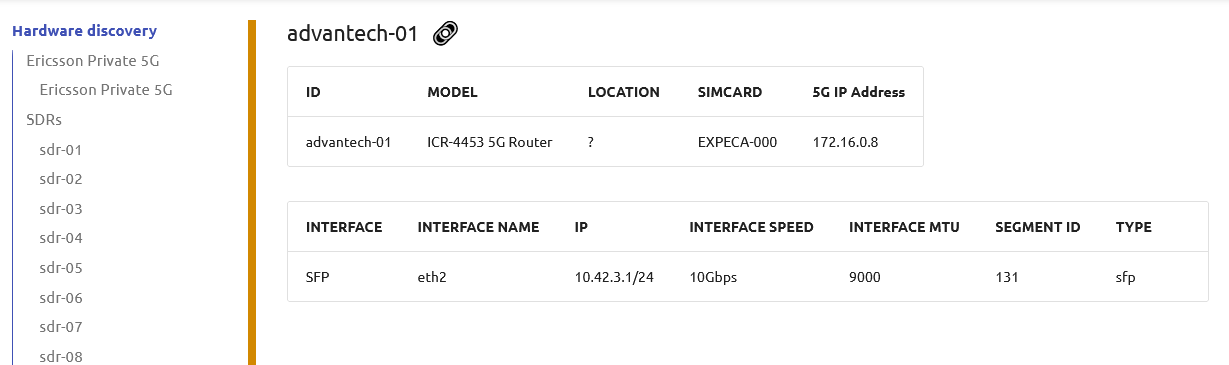 Hardware discovery
Ericsson Private 5G
Ericsson Private 5G
SDRs
sdr-01
sdr-02
sdr-03
sdr-04
sdr-05
sdr-06
sdr-07
sdr-08
advantech-01
ID MODEL LOCATION SIMCARD 5G IP Address
advantech-01 ICR-4453 5G Router ? EXPECA-000 172.16.0.8
INTERFACE INTERFACE NAME IP INTERFACE SPEED INTERFACE MTU SEGMENT ID TYPE
SFP eth2 10.42.3.1/24 10Gbps 9000 131 sfp